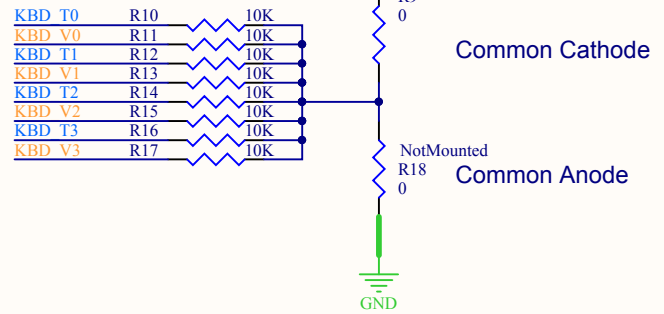 KBD_T0 R10 10K
KBD_V0 R11 10K
KBD_T1 R12 10K
KBD_V1 R13 10K
KBD_T2 R14 10K
KBD_V2 R15 10K
KBD_T3 R16 10K
KBD_V3 R17 10K
0
Common Cathode
NotMounted
R18
0
Common Anode
GND